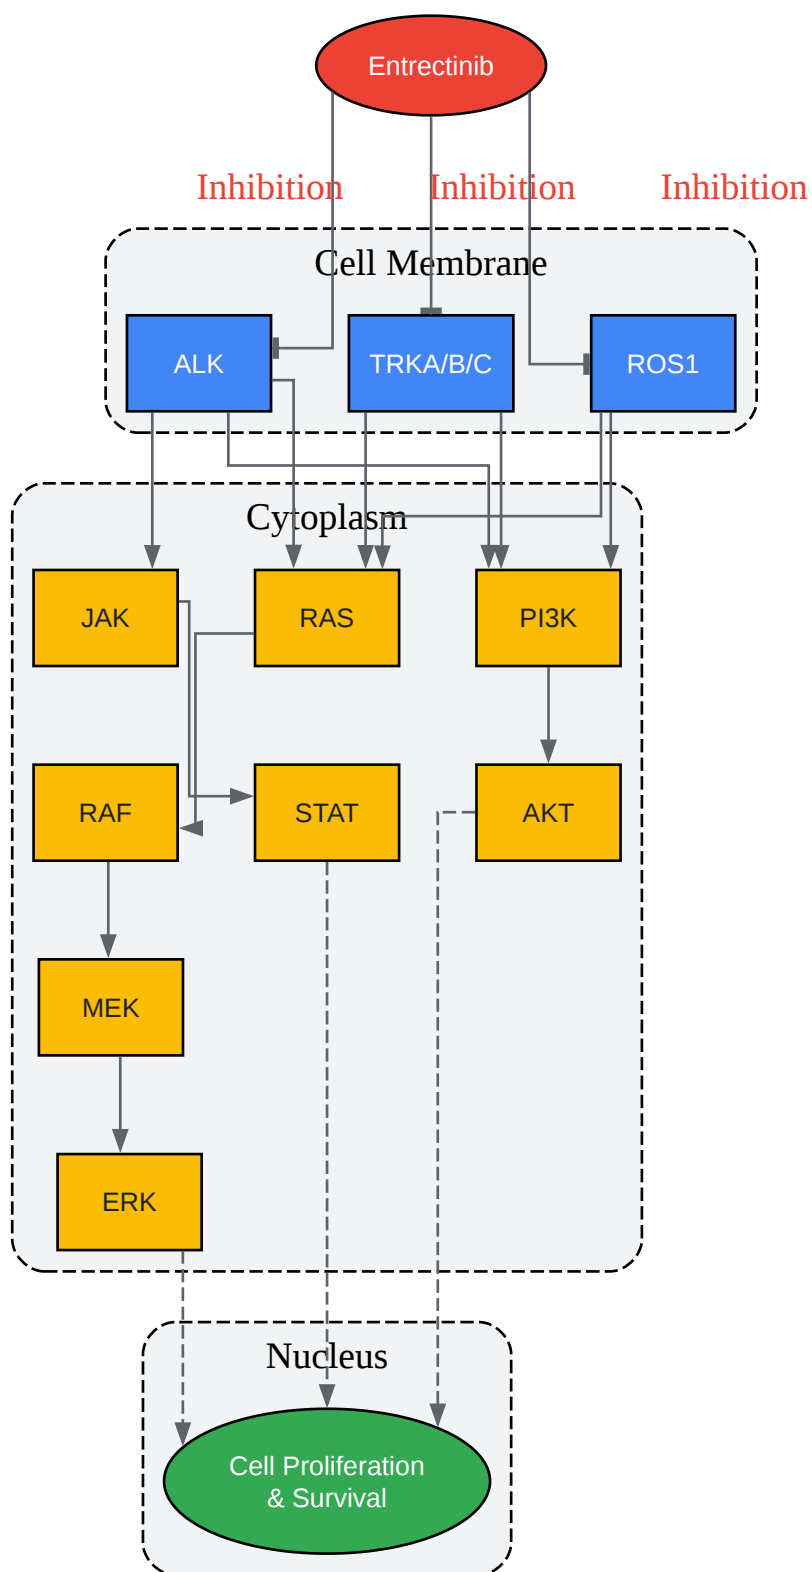 Entrectinib
Inhibition
Inhibition
Inhibition
Cell Membrane
ALK
TRKA/B/C
ROS1
Cytoplasm
JAK
RAS
PI3K
RAF
STAT
AKT
MEK
ERK
Nucleus
Cell Proliferation
& Survival